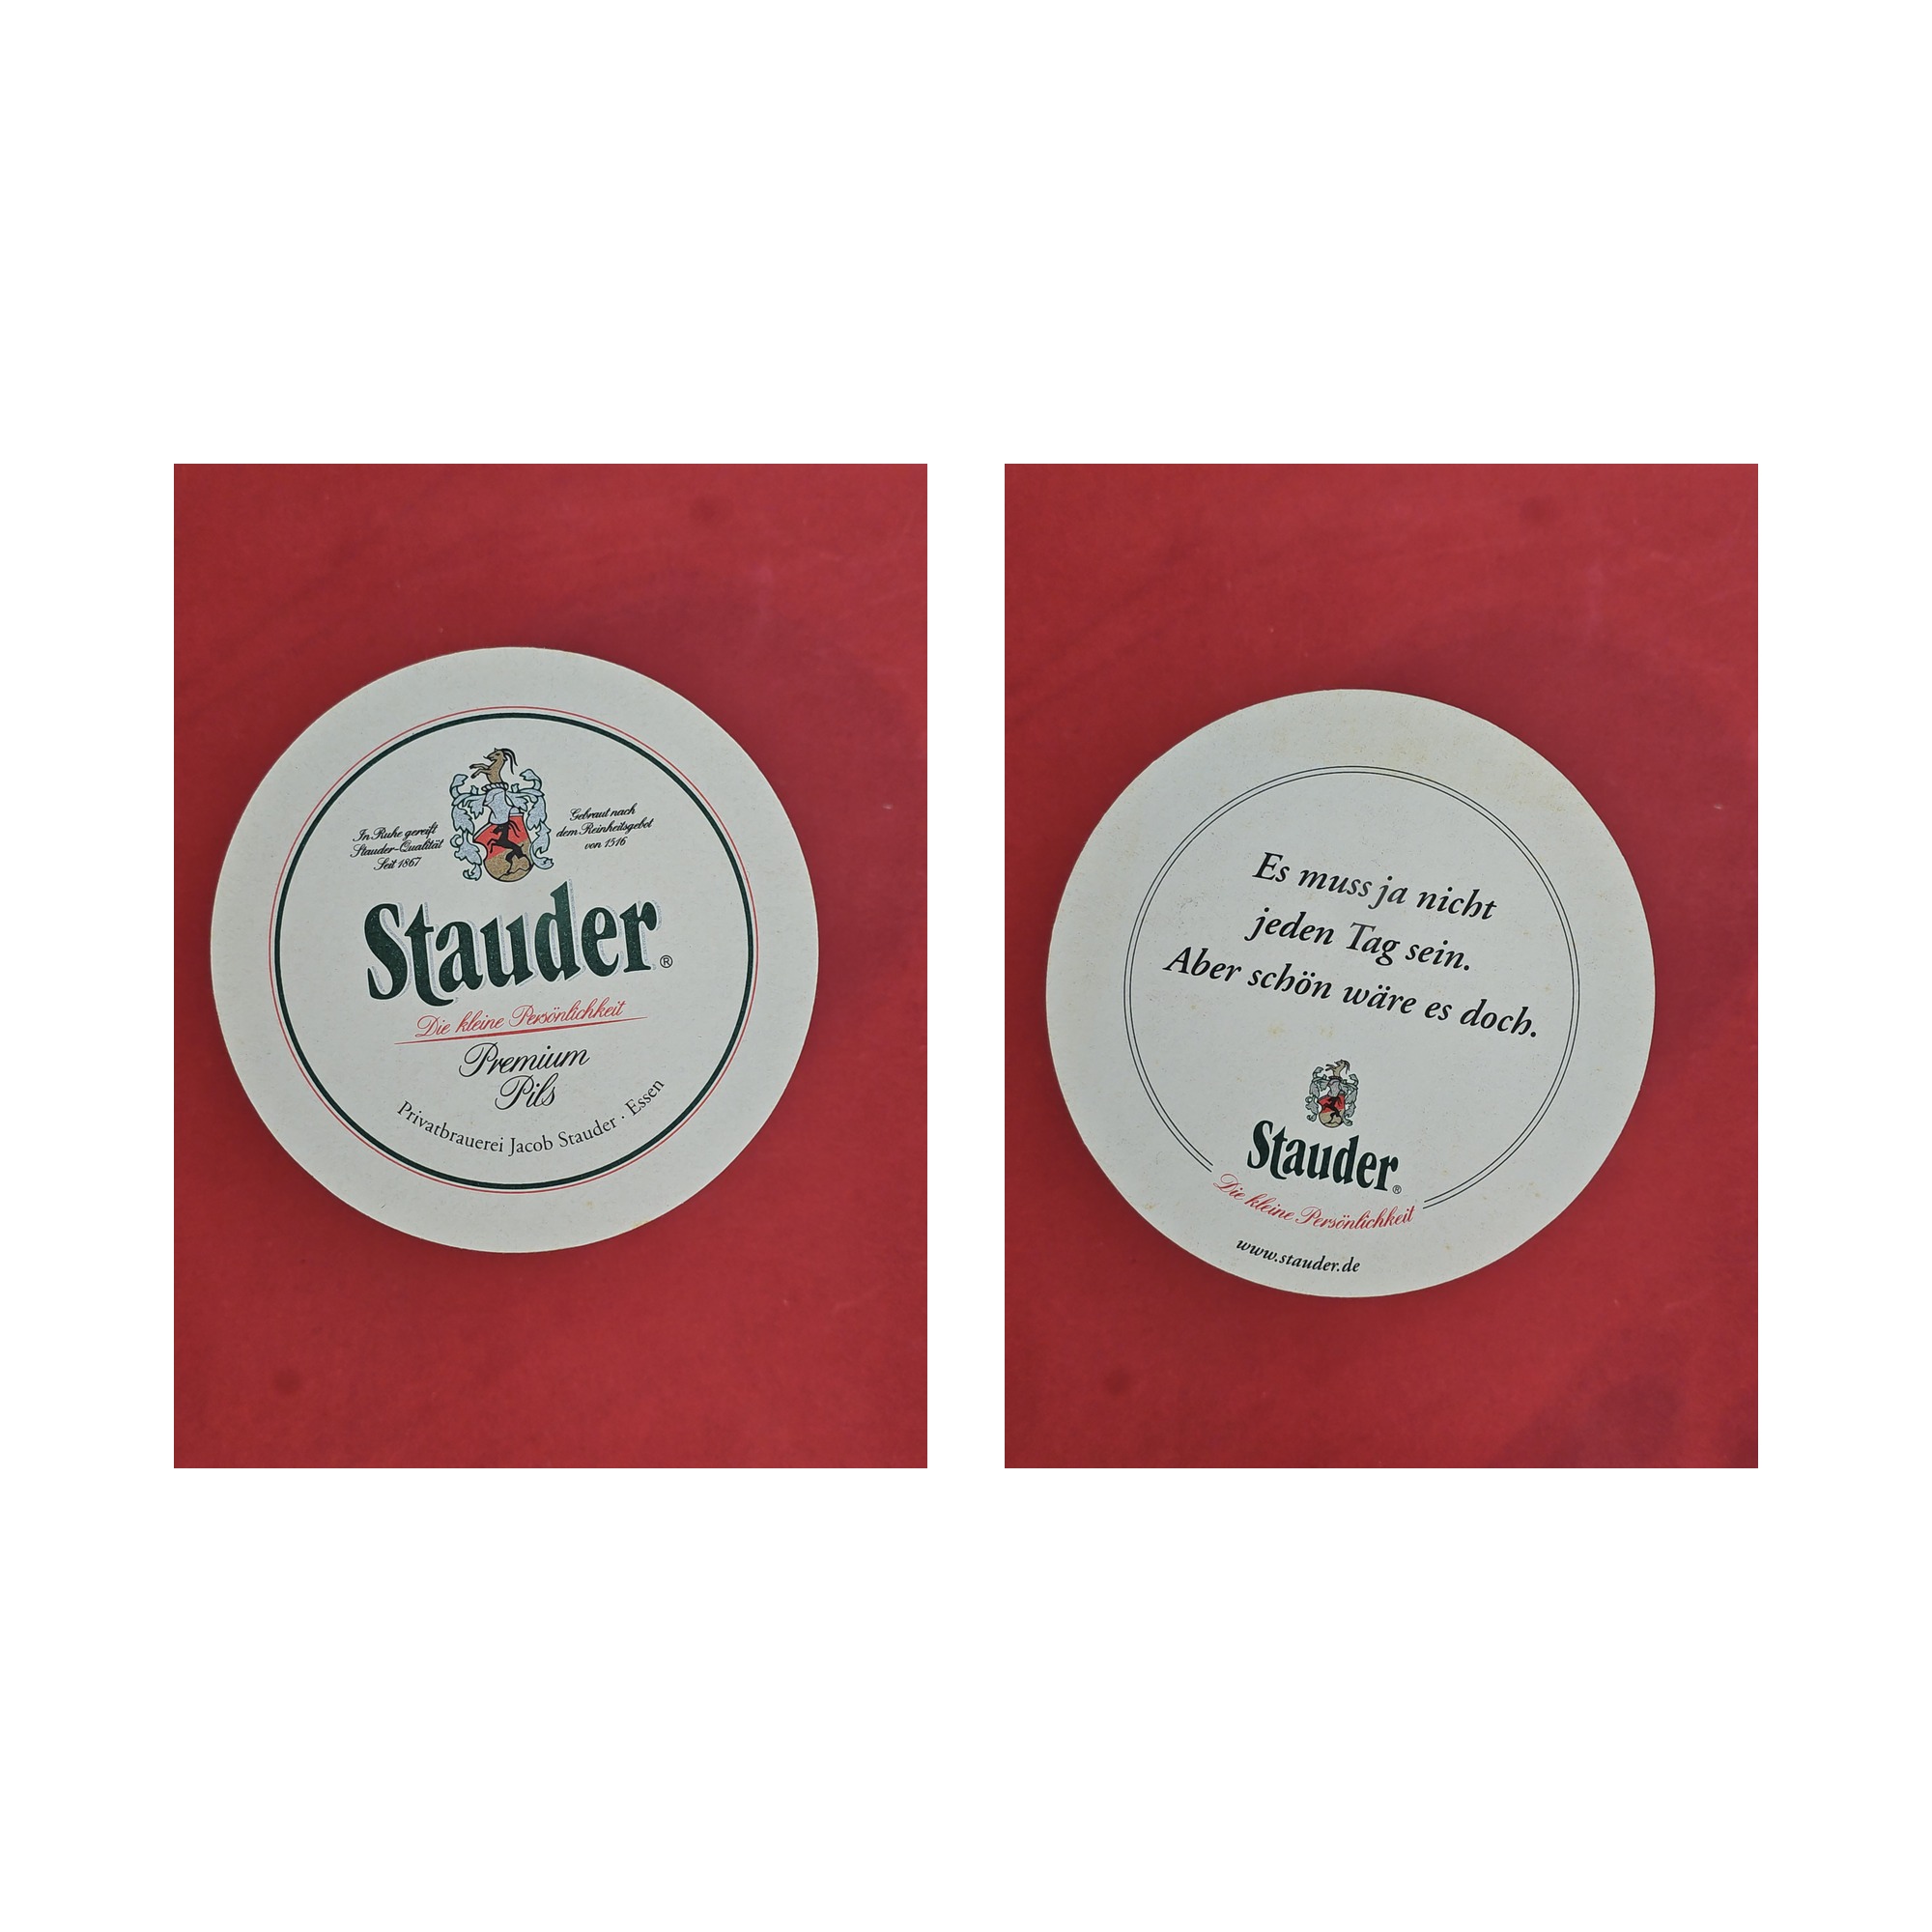 In Ruhe gereift
Stauder-Qualität
Seit 1867
Gebraut nach
dem Reinheitsgebot
von 1516
Stauder®
Die kleine Persönlichkeit
Premium
Pils
Privatbrauerei Jacob Stauder · Essen
Es muss ja nicht
jeden Tag sein.
Aber schön wäre es doch.
Stauder®
Die kleine Persönlichkeit
www.stauder.de